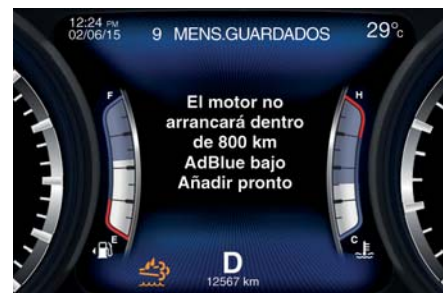 12:24 PM
02/06/15
9 MENS.GUARDADOS
29°c
F
H
El motor no
arrancará dentro
de 800 km
AdBlue bajo
Añadir pronto
E
C
D
12567 km